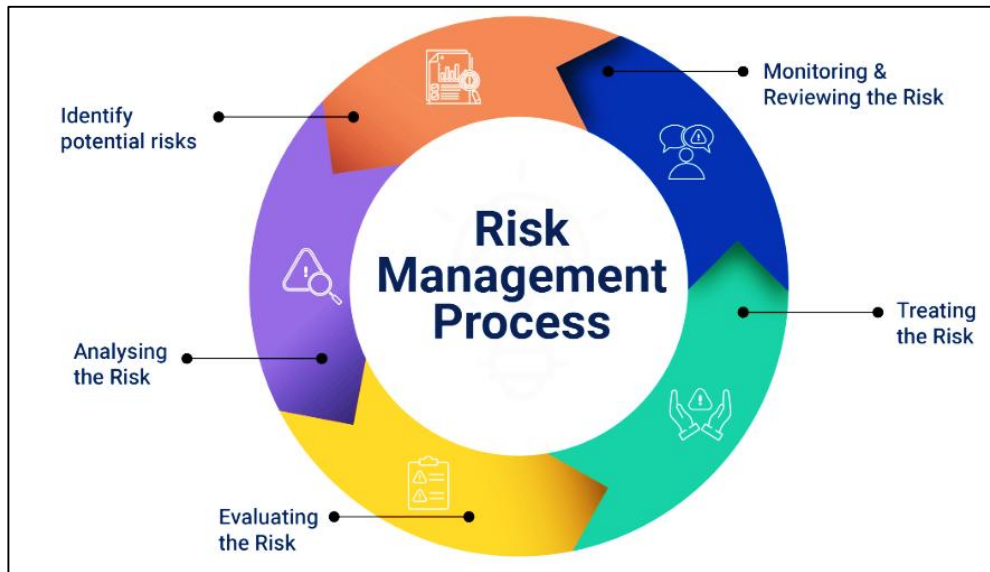 Risk
Management
Process
Identify
potential risks
Analysing
the Risk
Evaluating
the Risk
Treating
the Risk
Monitoring &
Reviewing the Risk